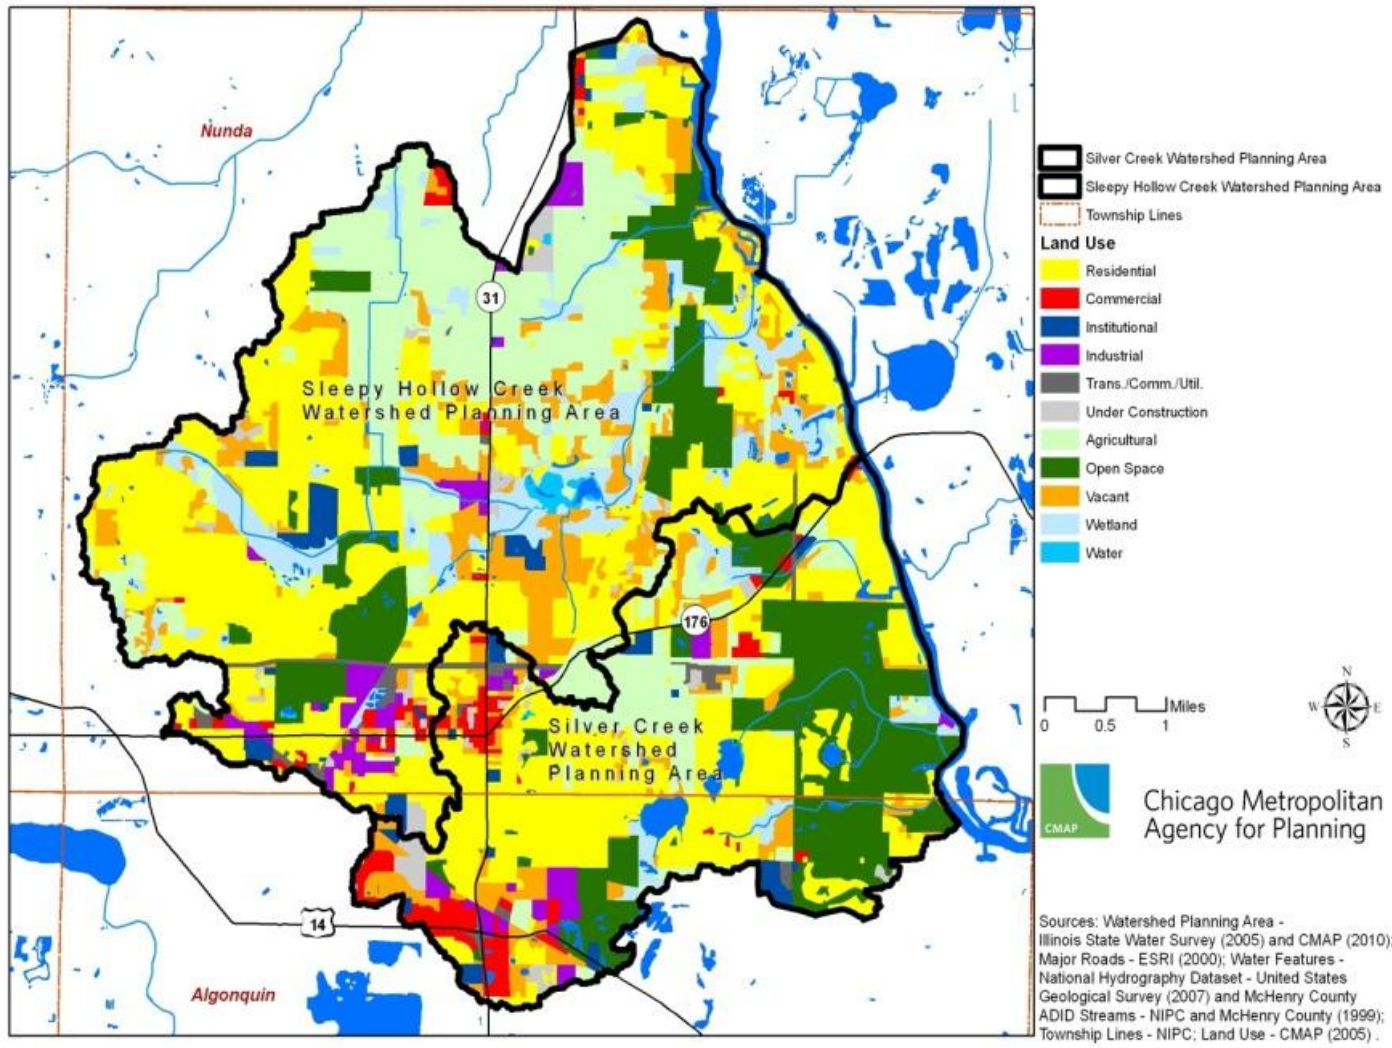 Nunda
31
Sleepy Hollow Creek
Watershed Planning Area
176
Silver Creek
Watershed
Planning Area
14
Algonquin
1
Silver Creek Watershed Planning Area
Sleepy Hollow Creek Watershed Planning Area
Township Lines
Land Use
Residential
Commercial
Institutional
Industrial
Trans./Comm./Util.
Under Construction
Agricultural
Open Space
Vacant
Wetland
Water
Miles
0 0.5 1
N
W E
S
CMAP
Chicago Metropolitan
Agency for Planning
Sources: Watershed Planning Area -
Illinois State Water Survey (2005) and CMAP (2010);
Major Roads - ESRI (2000); Water Features -
National Hydrography Dataset - United States
Geological Survey (2007) and McHenry County
ADID Streams - NIPC and McHenry County (1999);
Township Lines - NIPC; Land Use - CMAP (2005) .